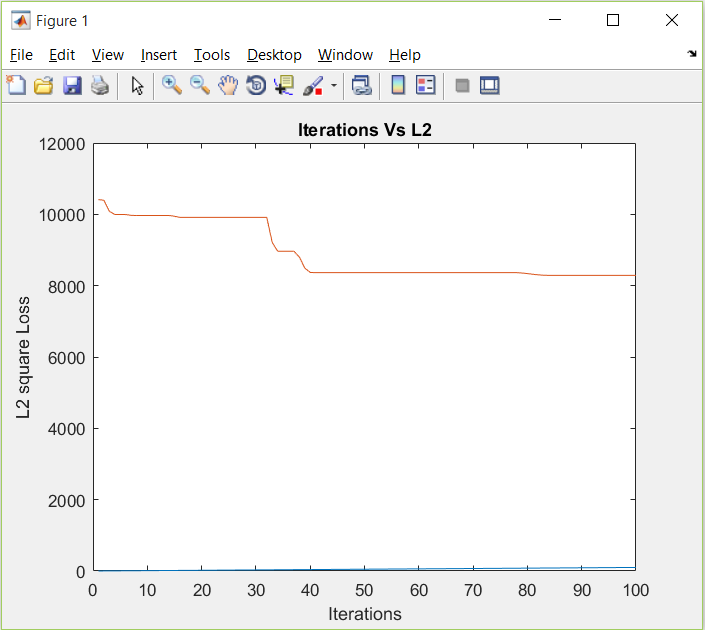 Figure 1
File Edit View Insert Tools Desktop Window Help
Iterations Vs L2
12000
10000
8000
6000
4000
2000
0
L2 square Loss
0 10 20 30 40 50 60 70 80 90 100
Iterations